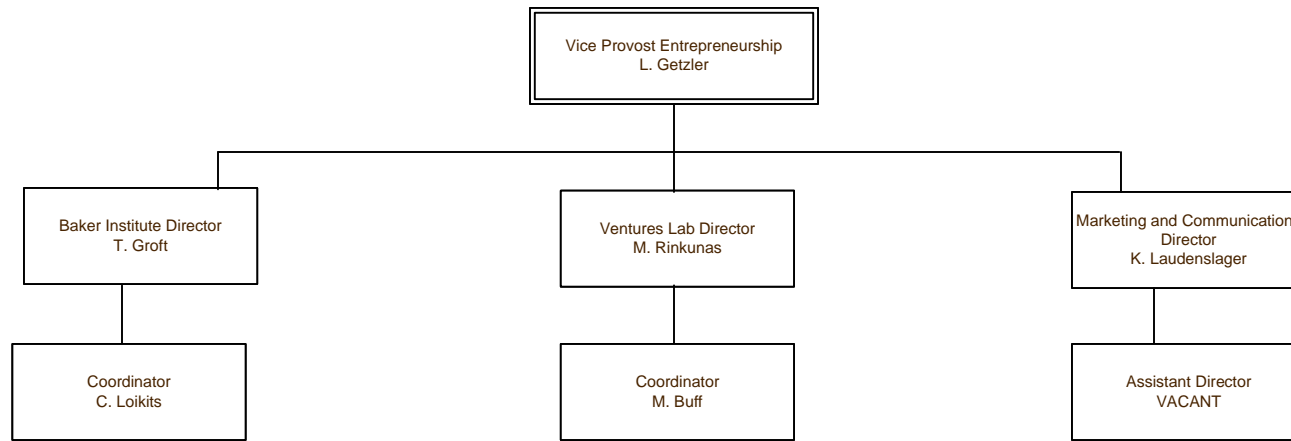 Vice Provost Entrepreneurship
L. Getzler
Baker Institute Director
T. Groft
Ventures Lab Director
M. Rinkunas
Marketing and Communication
Director
K. Laudenslager
Coordinator
C. Loikits
Coordinator
M. Buff
Assistant Director
VACANT